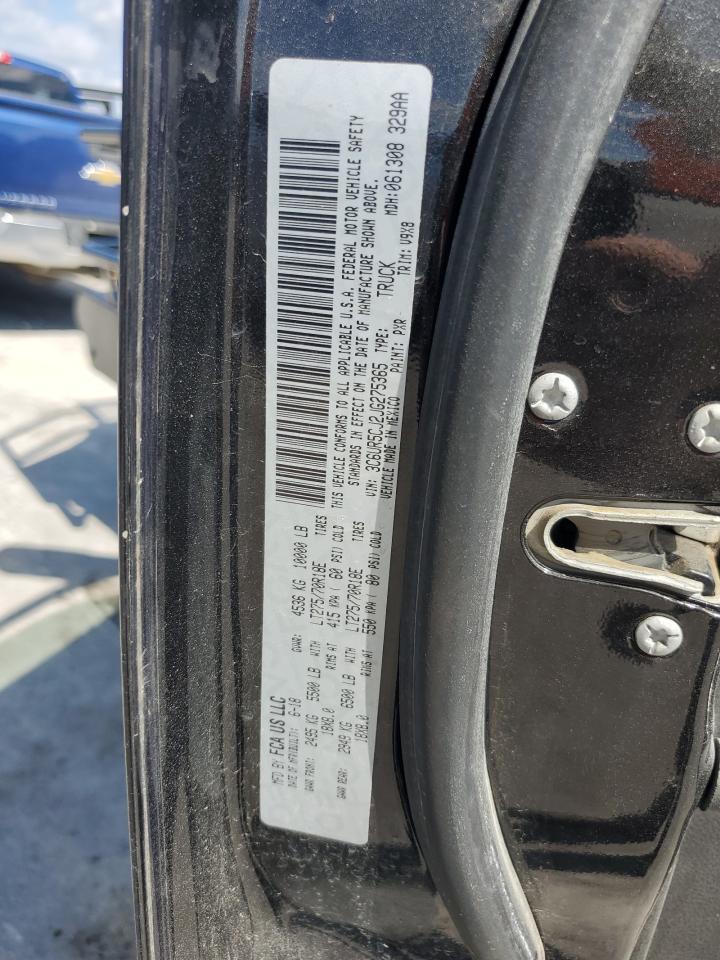 MFD BY FCA US LLC
DATE OF MFR(BUILT): 6-18 GVWR: 4536 KG 10000 LB
GAWR FRONT: 2495 KG 5500 LB WITH LT275/70R18E TIRES
18X8.0 RIMS AT 415 KPA ( 60 PSI) COLD
GAWR REAR: 2949 KG 6500 LB WITH LT275/70R18E TIRES
18X8.0 RIMS AT 550 KPA ( 80 PSI) COLD
THIS VEHICLE CONFORMS TO ALL APPLICABLE U.S.A. FEDERAL MOTOR VEHICLE SAFETY
STANDARDS IN EFFECT ON THE DATE OF MANUFACTURE SHOWN ABOVE.
VIN: 3C6UR5CJ2JG275365 TYPE: TRUCK MDH:061308 329AA
VEHICLE MADE IN MEXICO PAINT: PXR TRIM: V9X8